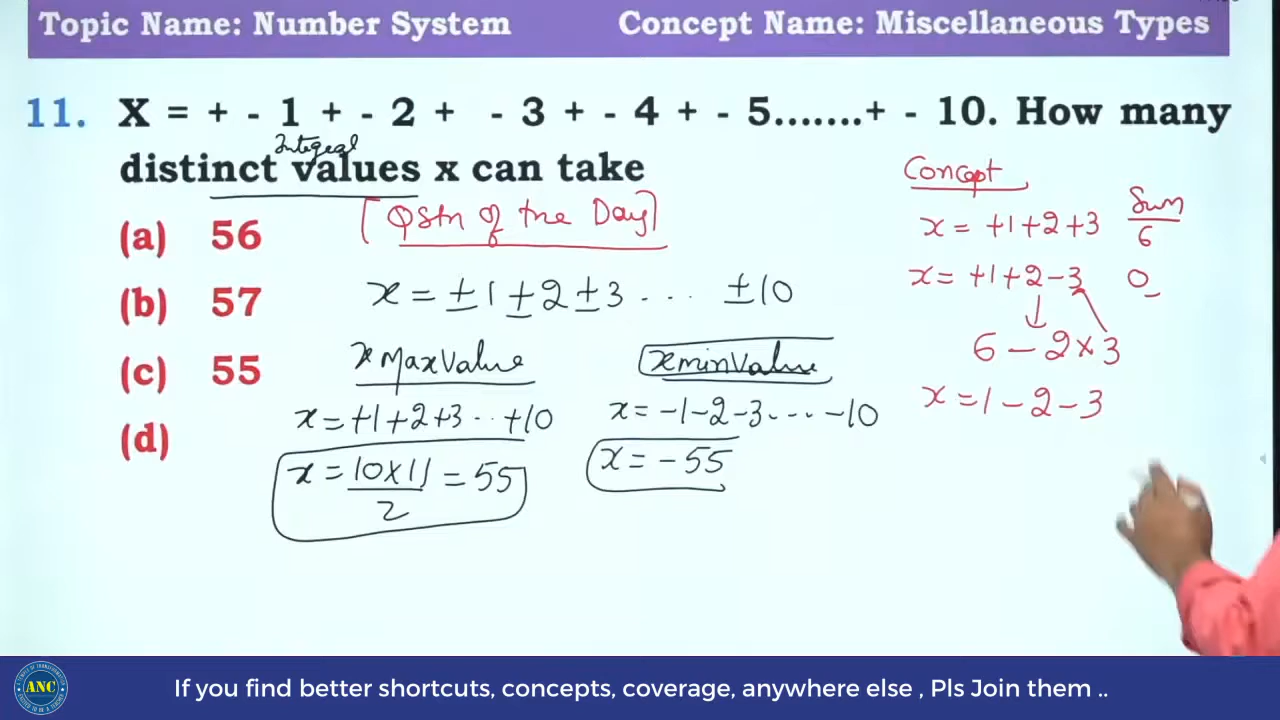 Topic Name: Number System Concept Name: Miscellaneous Types
11. X = + - 1 + - 2 + - 3 + - 4 + - 5.......+ - 10. How many
Integral
distinct values x can take
(a) 56
(b) 57
(c) 55
(d)
[Qstn of the Day]
x = ±1 ±2 ±3 ... ±10
x Max Value
x = +1+2+3...+10
x = 10×11/2 = 55
x min Value
x = -1-2-3....-10
x = -55
Concept
Sum
x = +1+2+3 6
x = +1+2-3 0
6 - 2×3
x = 1-2-3
ANC
If you find better shortcuts, concepts, coverage, anywhere else , Pls Join them ..